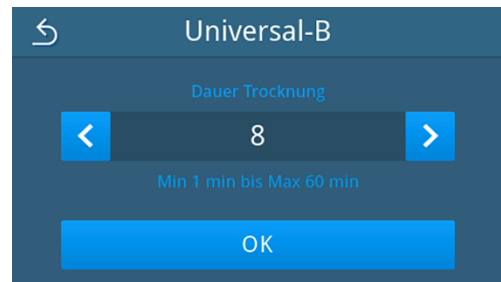 Universal-B
Dauer Trocknung
8
Min 1 min bis Max 60 min
OK